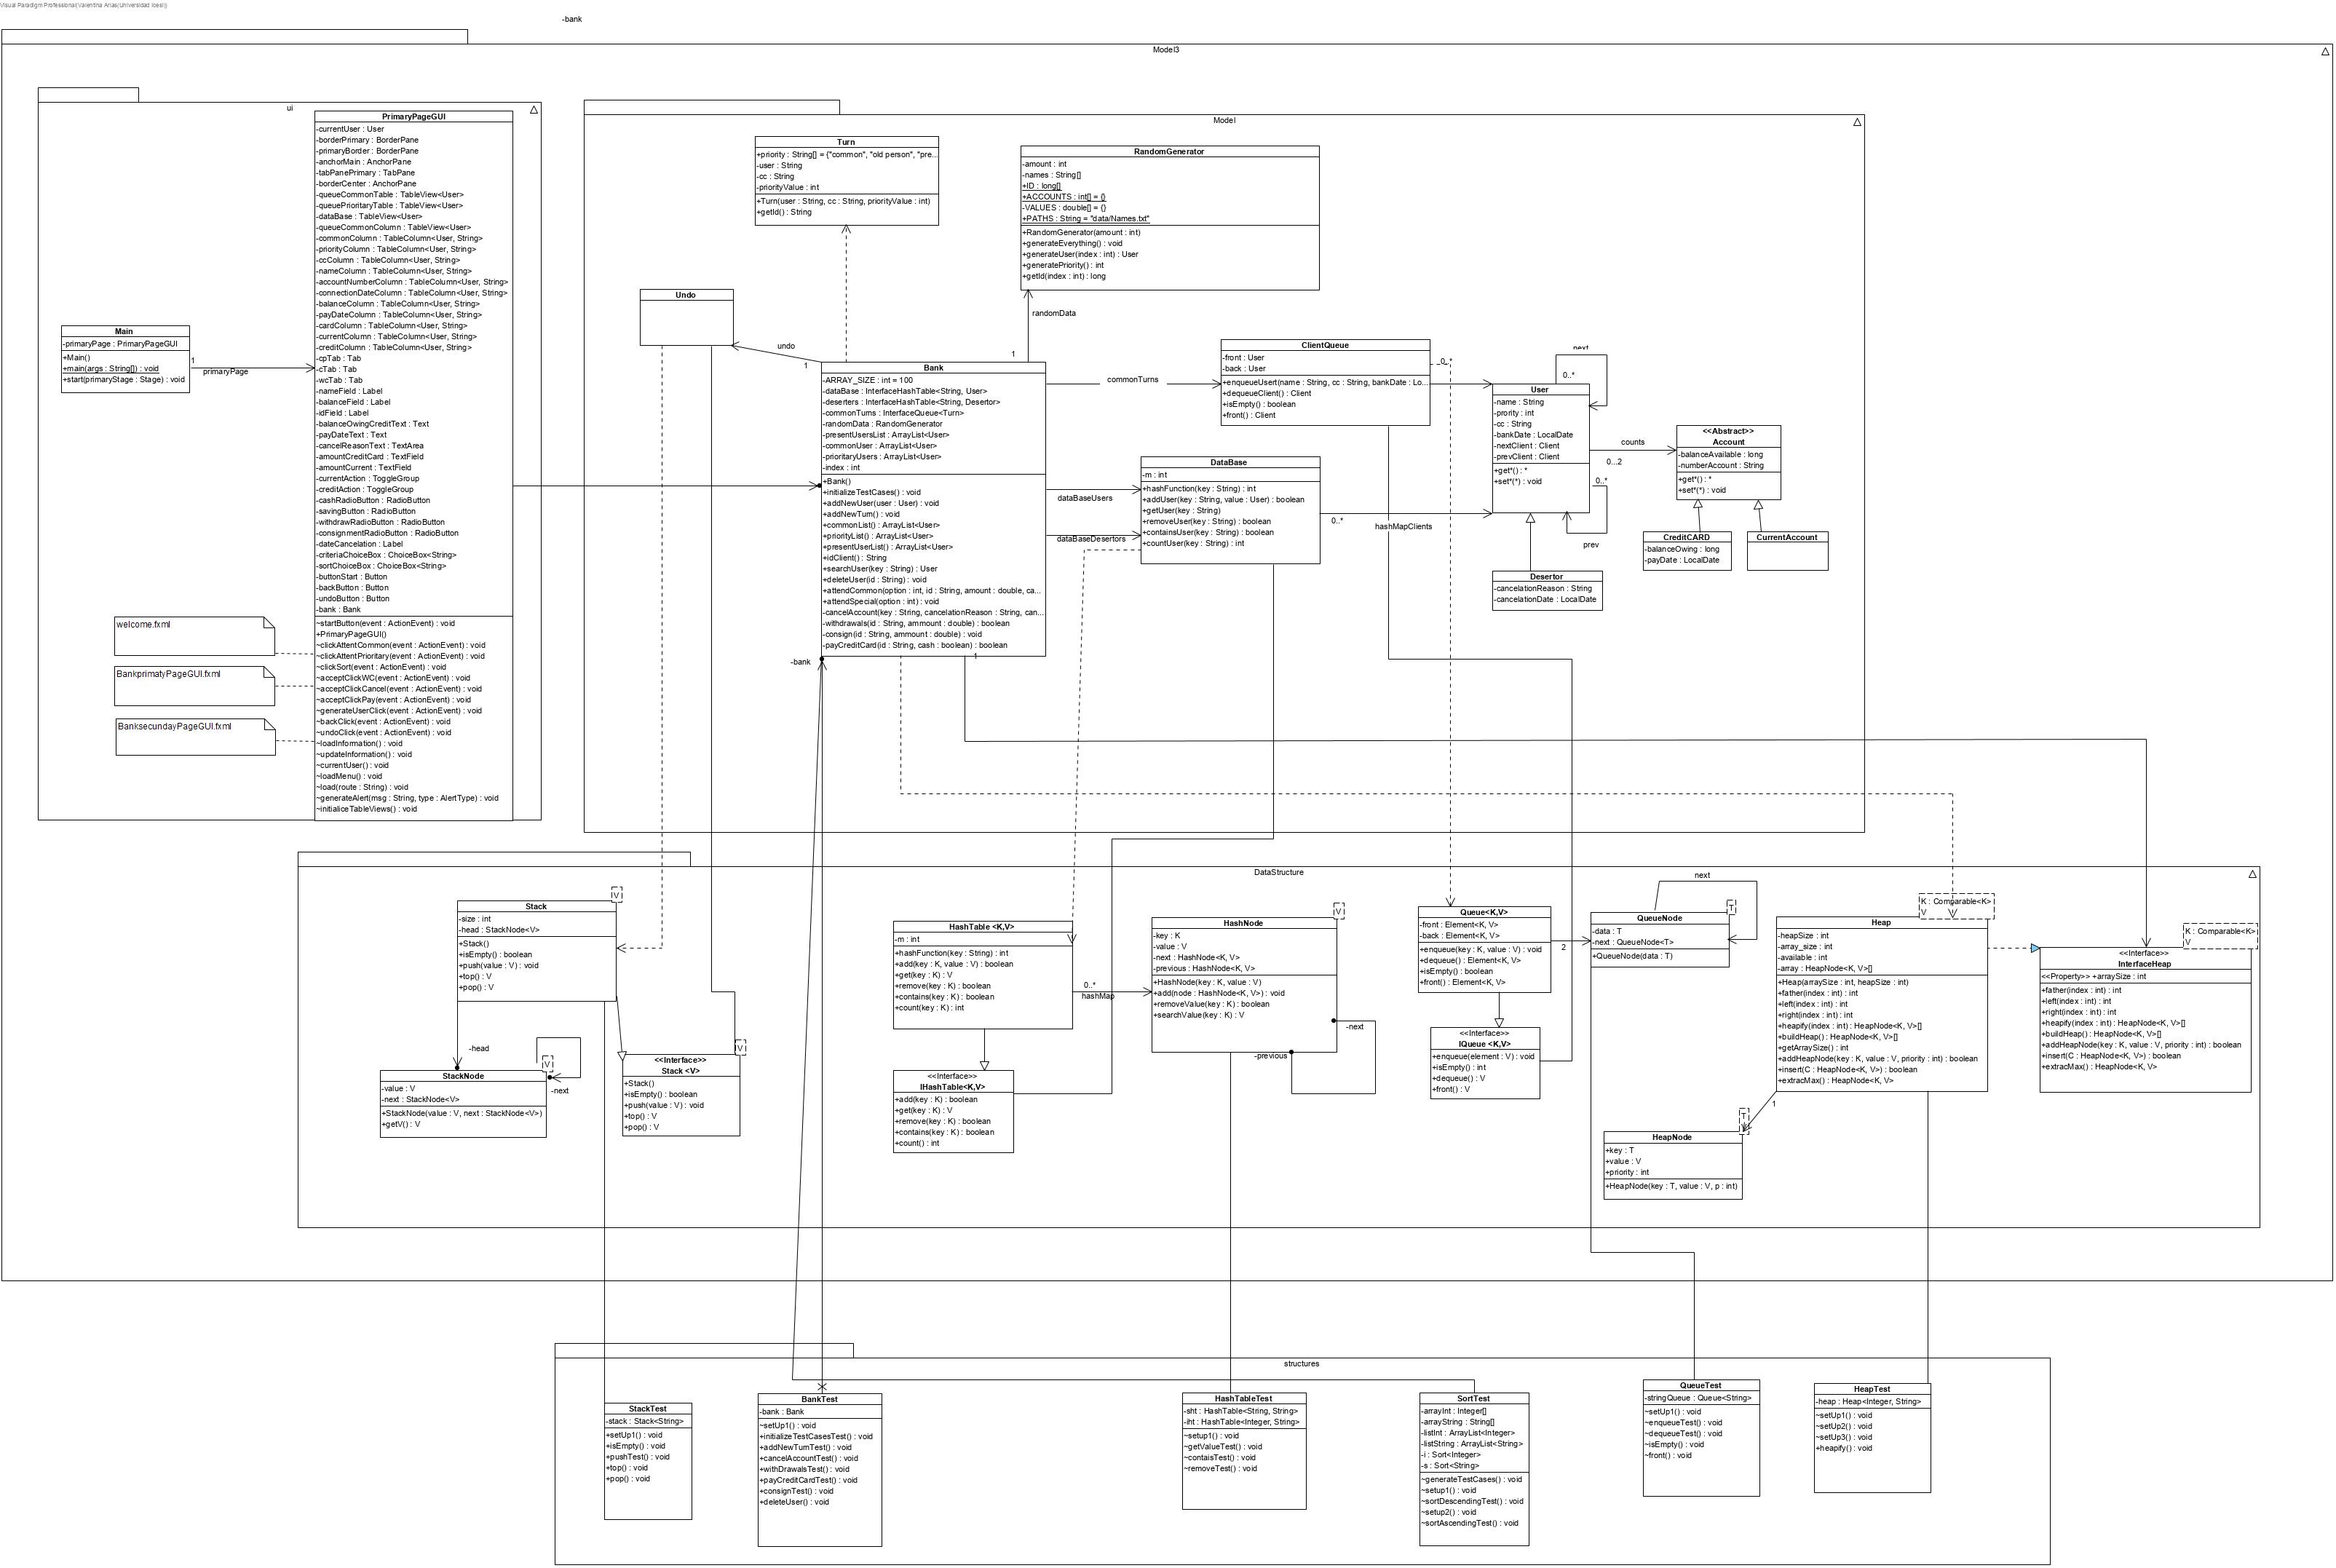 Visual Paradigm Professional(Valentina Arias(Universidad Icesi))
-bank
Model3
ui
PrimaryPageGUI
-currentUser : User
-borderPrimary : BorderPane
-primaryBorder : BorderPane
-anchorMain : AnchorPane
-tabPanePrimary : TabPane
-borderCenter : AnchorPane
-queueCommonTable : TableView<User>
-queuePrioritaryTable : TableView<User>
-dataBase : TableView<User>
-queueCommonColumn : TableView<User>
-commonColumn : TableColumn<User, String>
-priorityColumn : TableColumn<User, String>
-ccColumn : TableColumn<User, String>
-nameColumn : TableColumn<User, String>
-accountNumberColumn : TableColumn<User, String>
-connectionDateColumn : TableColumn<User, String>
-balanceColumn : TableColumn<User, String>
-payDateColumn : TableColumn<User, String>
-cardColumn : TableColumn<User, String>
-currentColumn : TableColumn<User, String>
-creditColumn : TableColumn<User, String>
-cpTab : Tab
-cTab : Tab
-wcTab : Tab
-nameField : Label
-balanceField : Label
-idField : Label
-balanceOwingCreditText : Text
-payDateText : Text
-cancelReasonText : TextArea
-amountCreditCard : TextField
-amountCurrent : TextField
-currentAction : ToggleGroup
-creditAction : ToggleGroup
-cashRadioButton : RadioButton
-savingButton : RadioButton
-withdrawRadioButton : RadioButton
-consignmentRadioButton : RadioButton
-dateCancelation : Label
-criteriaChoiceBox : ChoiceBox<String>
-sortChoiceBox : ChoiceBox<String>
-buttonStart : Button
-backButton : Button
-undoButton : Button
-bank : Bank
~startButton(event : ActionEvent) : void
+PrimaryPageGUI()
~clickAttentCommon(event : ActionEvent) : void
~clickAttentPrioritary(event : ActionEvent) : void
~clickSort(event : ActionEvent) : void
~acceptClickWC(event : ActionEvent) : void
~acceptClickCancel(event : ActionEvent) : void
~acceptClickPay(event : ActionEvent) : void
~generateUserClick(event : ActionEvent) : void
~backClick(event : ActionEvent) : void
~undoClick(event : ActionEvent) : void
~loadInformation() : void
~updateInformation() : void
~currentUser() : void
~loadMenu() : void
~load(route : String) : void
~generateAlert(msg : String, type : AlertType) : void
~initialiceTableViews() : void
Main
-primaryPage : PrimaryPageGUI
+Main()
+main(args : String[]) : void
+start(primaryStage : Stage) : void
1
primaryPage
welcome.fxml
BankprimatyPageGUI.fxml
BanksecundayPageGUI.fxml
Model
Turn
+priority : String[] = {"common", "old person", "pre...
-user : String
-cc : String
-priorityValue : int
+Turn(user : String, cc : String, priorityValue : int)
+getId() : String
RandomGenerator
-amount : int
-names : String[]
+ID : long[]
+ACCOUNTS : int[] = {}
-VALUES : double[] = {}
+PATHS : String = "data/Names.txt"
+RandomGenerator(amount : int)
+generateEverything() : void
+generateUser(index : int) : User
+generatePriority() : int
+getId(index : int) : long
randomData
1
Undo
undo
1
Bank
-ARRAY_SIZE : int = 100
-dataBase : InterfaceHashTable<String, User>
-deserters : InterfaceHashTable<String, Desertor>
-commonTurns : InterfaceQueue<Turn>
-randomData : RandomGenerator
-presentUsersList : ArrayList<User>
-commonUser : ArrayList<User>
-prioritaryUsers : ArrayList<User>
-index : int
+Bank()
+initializeTestCases() : void
+addNewUser(user : User) : void
+addNewTurn() : void
+commonList() : ArrayList<User>
+priorityList() : ArrayList<User>
+presentUserList() : ArrayList<User>
+idClient() : String
+searchUser(key : String) : User
+deleteUser(id : String) : void
+attendCommon(option : int, id : String, amount : double, ca...
+attendSpecial(option : int) : void
-cancelAccount(key : String, cancelationReason : String, can...
-withdrawals(id : String, ammount : double) : boolean
-consign(id : String, ammount : double) : void
-payCreditCard(id : String, cash : boolean) : boolean
-bank
1
commonTurns
dataBaseUsers
dataBaseDesertors
ClientQueue
-front : User
-back : User
+enqueueUsert(name : String, cc : String, bankDate : Lo...
+dequeueClient() : Client
+isEmpty() : boolean
+front() : Client
0..*
DataBase
-m : int
+hashFunction(key : String) : int
+addUser(key : String, value : User) : boolean
+getUser(key : String)
+removeUser(key : String) : boolean
+containsUser(key : String) : boolean
+countUser(key : String) : int
0..*
hashMapClients
next
0..*
User
-name : String
-prority : int
-cc : String
-bankDate : LocalDate
-nextClient : Client
-prevClient : Client
+get*() : *
+set*(*) : void
0..*
prev
counts
0...2
<<Abstract>>
Account
-balanceAvailable : long
-numberAccount : String
+get*() : *
+set*(*) : void
CreditCARD
-balanceOwing : long
-payDate : LocalDate
CurrentAccount
Desertor
-cancelationReason : String
-cancelationDate : LocalDate
DataStructure
Stack
V
-size : int
-head : StackNode<V>
+Stack()
+isEmpty() : boolean
+push(value : V) : void
+top() : V
+pop() : V
-head
StackNode
V
-value : V
-next : StackNode<V>
+StackNode(value : V, next : StackNode<V>)
+getV() : V
-next
<<Interface>>
Stack <V>
V
+Stack()
+isEmpty() : boolean
+push(value : V) : void
+top() : V
+pop() : V
HashTable <K,V>
-m : int
+hashFunction(key : String) : int
+add(key : K, value : V) : boolean
+get(key : K) : V
+remove(key : K) : boolean
+contains(key : K) : boolean
+count(key : K) : int
0..*
hashMap
<<Interface>>
IHashTable<K,V>
+add(key : K) : boolean
+get(key : K) : V
+remove(key : K) : boolean
+contains(key : K) : boolean
+count() : int
HashNode
V
-key : K
-value : V
-next : HashNode<K, V>
-previous : HashNode<K, V>
+HashNode(key : K, value : V)
+add(node : HashNode<K, V>) : void
+removeValue(key : K) : boolean
+searchValue(key : K) : V
-next
-previous
Queue<K,V>
-front : Element<K, V>
-back : Element<K, V>
+enqueue(key : K, value : V) : void
+dequeue() : Element<K, V>
+isEmpty() : boolean
+front() : Element<K, V>
2
<<Interface>>
IQueue <K,V>
+enqueue(element : V) : void
+isEmpty() : int
+dequeue() : V
+front() : V
next
QueueNode
T
-data : T
-next : QueueNode<T>
+QueueNode(data : T)
K : Comparable<K>
V
Heap
-heapSize : int
-array_size : int
-available : int
-array : HeapNode<K, V>[]
+Heap(arraySize : int, heapSize : int)
+father(index : int) : int
+left(index : int) : int
+right(index : int) : int
+heapify(index : int) : HeapNode<K, V>[]
+buildHeap() : HeapNode<K, V>[]
+getArraySize() : int
+addHeapNode(key : K, value : V, priority : int) : boolean
+insert(C : HeapNode<K, V>) : boolean
+extracMax() : HeapNode<K, V>
1
T
HeapNode
+key : T
+value : V
+priority : int
+HeapNode(key : T, value : V, p : int)
K : Comparable<K>
V
<<Interface>>
InterfaceHeap
<<Property>> +arraySize : int
+father(index : int) : int
+left(index : int) : int
+right(index : int) : int
+heapify(index : int) : HeapNode<K, V>[]
+buildHeap() : HeapNode<K, V>[]
+addHeapNode(key : K, value : V, priority : int) : boolean
+insert(C : HeapNode<K, V>) : boolean
+extracMax() : HeapNode<K, V>
structures
StackTest
-stack : Stack<String>
+setUp1() : void
+isEmpty() : void
+pushTest() : void
+top() : void
+pop() : void
BankTest
-bank : Bank
~setUp1() : void
+initializeTestCasesTest() : void
+addNewTurnTest() : void
+cancelAccountTest() : void
+withDrawalsTest() : void
+payCreditCardTest() : void
+consignTest() : void
+deleteUser() : void
HashTableTest
-sht : HashTable<String, String>
-iht : HashTable<Integer, String>
~setup1() : void
~getValueTest() : void
~contaisTest() : void
~removeTest() : void
SortTest
-arrayInt : Integer[]
-arrayString : String[]
-listInt : ArrayList<Integer>
-listString : ArrayList<String>
-i : Sort<Integer>
-s : Sort<String>
~generateTestCases() : void
~setup1() : void
~sortDescendingTest() : void
~setup2() : void
~sortAscendingTest() : void
QueueTest
-stringQueue : Queue<String>
~setUp1() : void
~enqueueTest() : void
~dequeueTest() : void
~isEmpty() : void
~front() : void
HeapTest
-heap : Heap<Integer, String>
~setUp1() : void
~setUp2() : void
~setUp3() : void
+heapify() : void